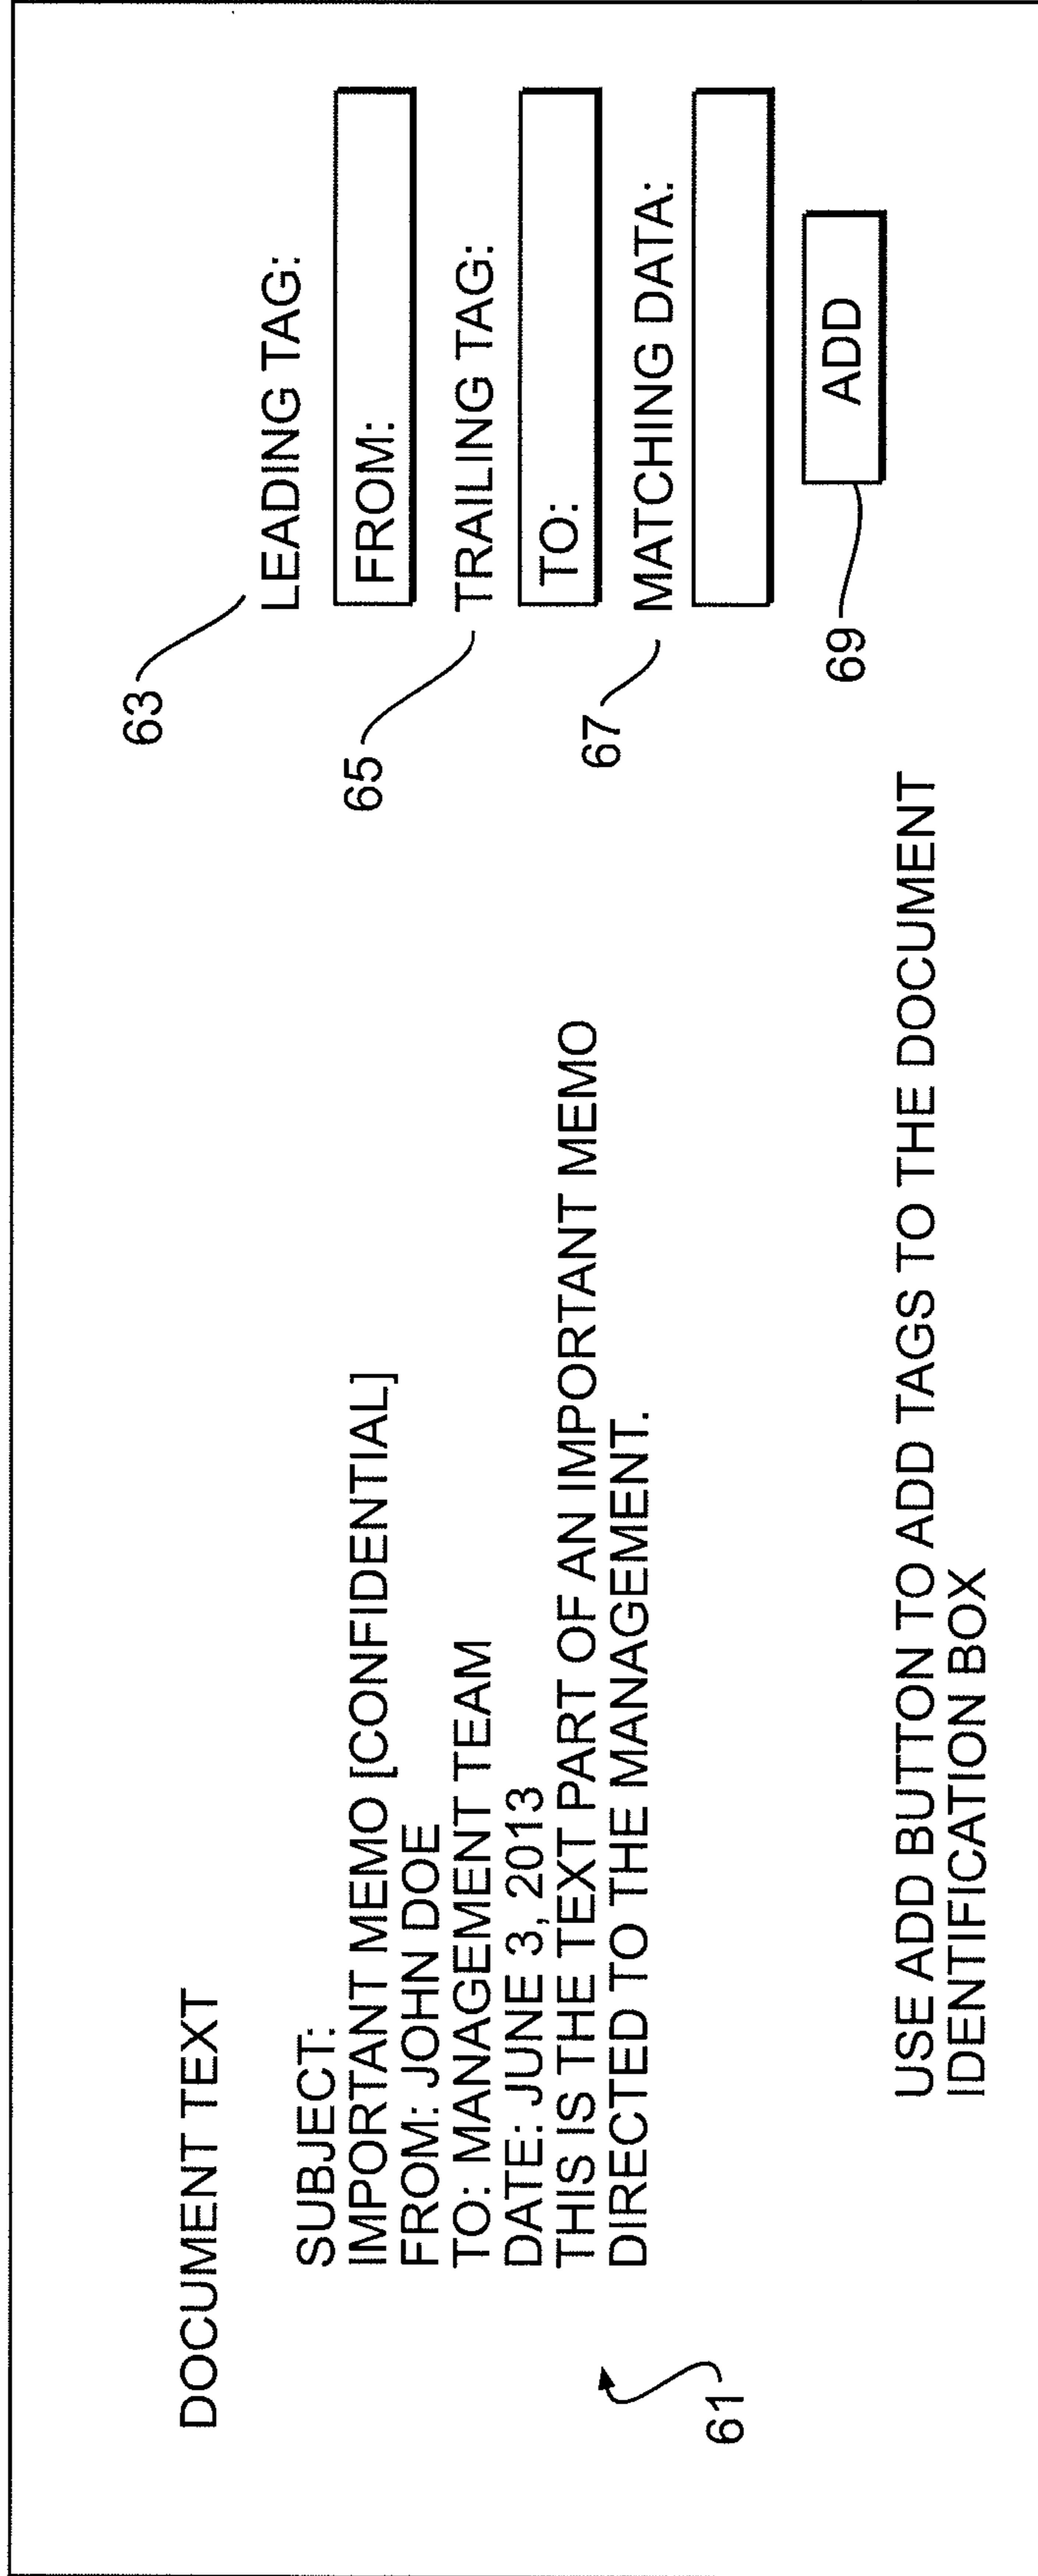 DOCUMENT TEXT
SUBJECT:
IMPORTANT MEMO [CONFIDENTIAL]
FROM: JOHN DOE
TO: MANAGEMENT TEAM
DATE: JUNE 3, 2013
THIS IS THE TEXT PART OF AN IMPORTANT MEMO
DIRECTED TO THE MANAGEMENT.
61
63
LEADING TAG:
FROM:
65
TRAILING TAG:
TO:
67
MATCHING DATA:
69
ADD
USE ADD BUTTON TO ADD TAGS TO THE DOCUMENT
IDENTIFICATION BOX